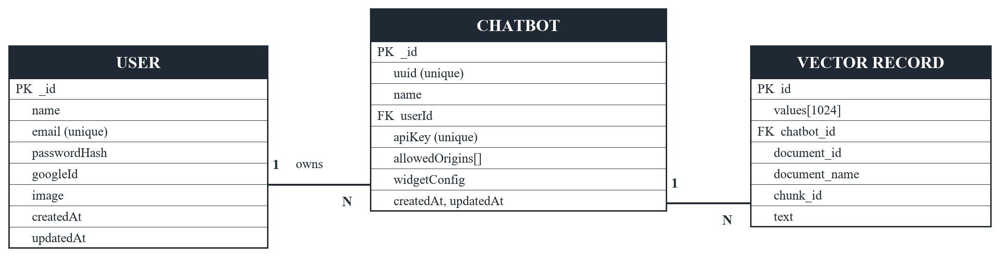 USER
PK _id
name
email (unique)
passwordHash
googleId
image
createdAt
updatedAt
1 owns
N
CHATBOT
PK _id
uuid (unique)
name
FK userId
apiKey (unique)
allowedOrigins[]
widgetConfig
createdAt, updatedAt
1
N
VECTOR RECORD
PK id
values[1024]
FK chatbot_id
document_id
document_name
chunk_id
text